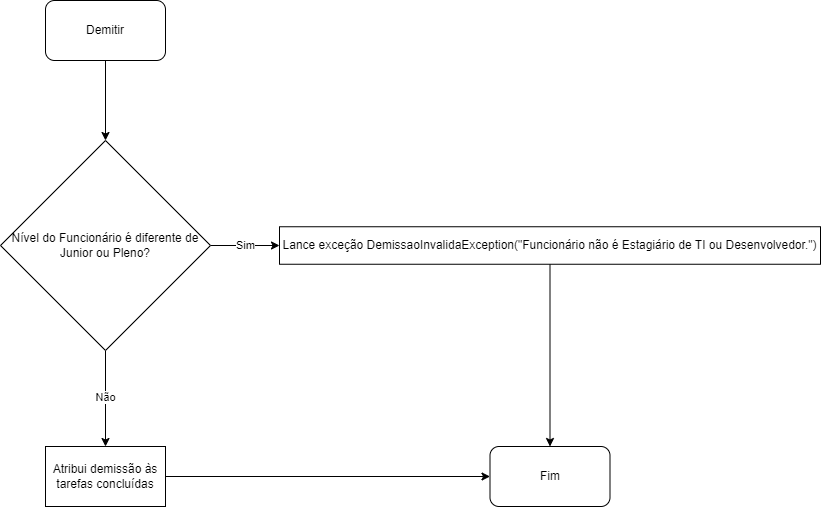 Demitir
Nível do Funcionário é diferente de
Junior ou Pleno?
Sim
Lance exceção DemissaoInvalidaException("Funcionário não é Estagiário de TI ou Desenvolvedor.")
Não
Atribui demissão às
tarefas concluídas
Fim